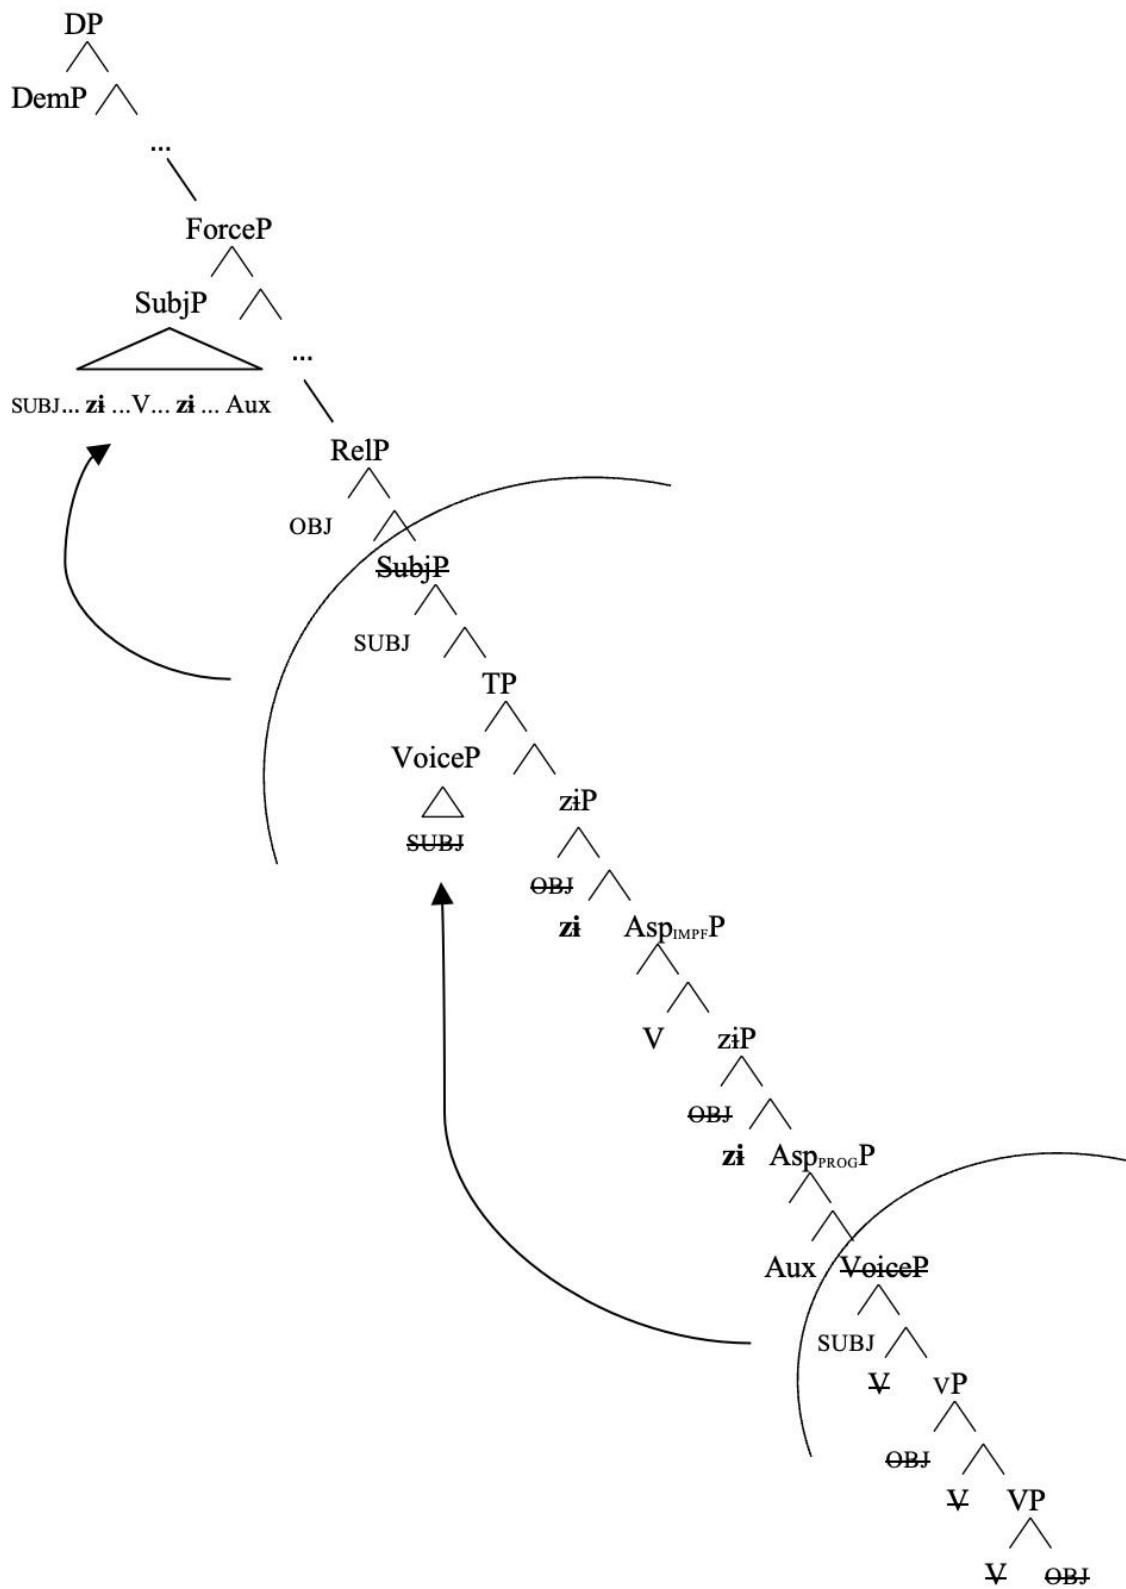 DP
DemP
...
ForceP
SubjP
...
SUBJ... zɨ ...V... zɨ ... Aux
RelP
OBJ
SubjP
SUBJ
TP
VoiceP
zɨP
SUBJ
OBJ
zɨ AspIMPFP
V zɨP
OBJ
zɨ AspPROGP
Aux VoiceP
SUBJ
V vP
OBJ
V VP
V OBJ